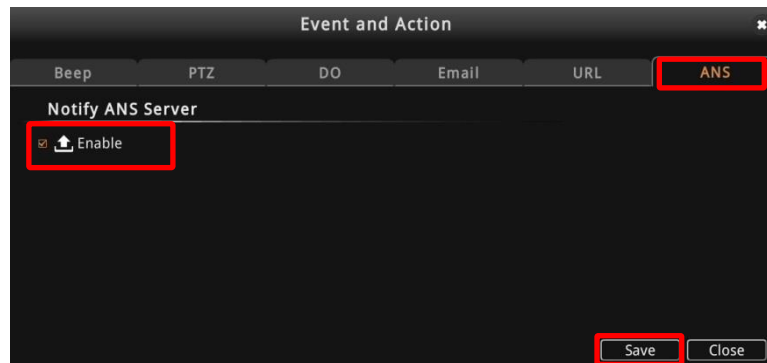 Event and Action
Beep PTZ DO Email URL ANS
Notify ANS Server
Enable
Save Close